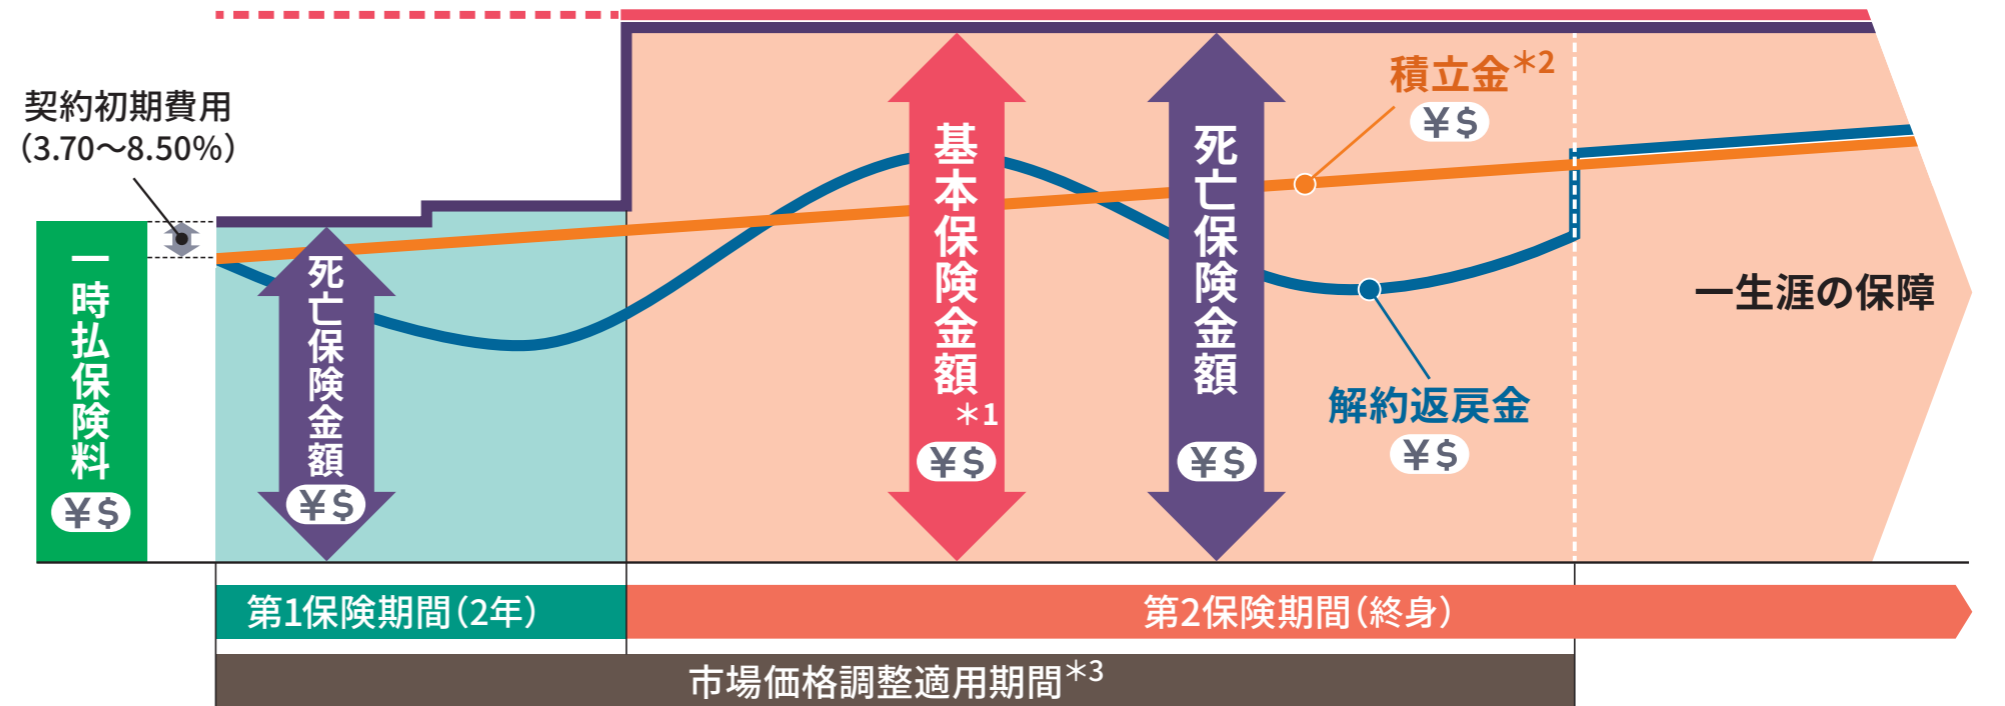 契約初期費用
（3.70〜8.50%）
一時払保険料
¥ $
死亡保険金額
¥ $
基本保険金額
＊1
¥ $
死亡保険金額
¥ $
積立金＊2
¥ $
解約返戻金
¥ $
一生涯の保障
第1保険期間（2年）
第2保険期間（終身）
市場価格調整適用期間＊3